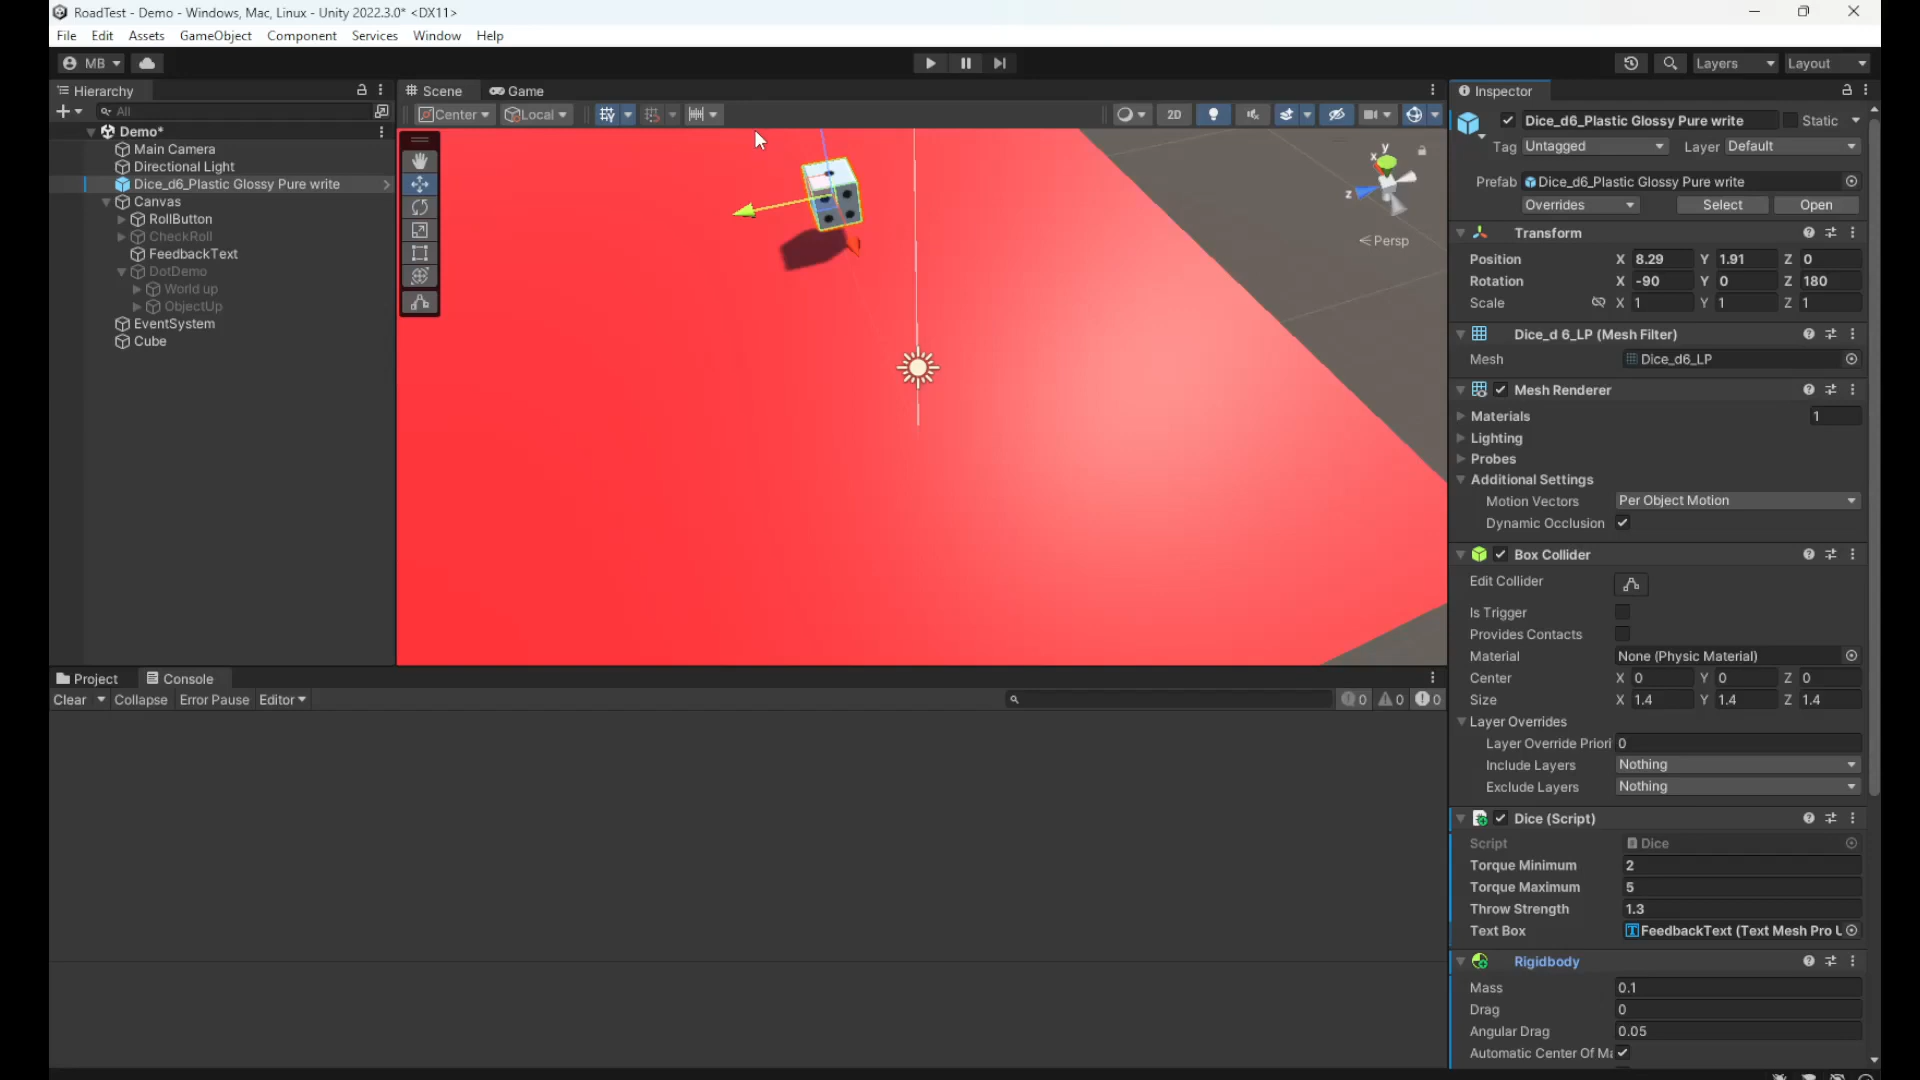 RoadTest - Demo - Windows, Mac, Linux - Unity 2022.3.0* <DX11>
File Edit Assets GameObject Component Services Window Help
MB Layers Layout
Hierarchy
All
Demo*
Main Camera
Directional Light
Dice_d6_Plastic Glossy Pure write
Canvas
RollButton
CheckRoll
FeedbackText
DotDemo
World up
ObjectUp
EventSystem
Cube
Scene Game
Center Local 2D
y
x
z
Persp
Project Console
Clear Collapse Error Pause Editor 0 0 0
Inspector
Dice_d6_Plastic Glossy Pure write Static
Tag Untagged Layer Default
Prefab Dice_d6_Plastic Glossy Pure write
Overrides Select Open
Transform
Position X 8.29 Y 1.91 Z 0
Rotation X -90 Y 0 Z 180
Scale X 1 Y 1 Z 1
Dice_d 6_LP (Mesh Filter)
Mesh Dice_d6_LP
Mesh Renderer
Materials 1
Lighting
Probes
Additional Settings
Motion Vectors Per Object Motion
Dynamic Occlusion
Box Collider
Edit Collider
Is Trigger
Provides Contacts
Material None (Physic Material)
Center X 0 Y 0 Z 0
Size X 1.4 Y 1.4 Z 1.4
Layer Overrides
Layer Override Priori 0
Include Layers Nothing
Exclude Layers Nothing
Dice (Script)
Script Dice
Torque Minimum 2
Torque Maximum 5
Throw Strength 1.3
Text Box FeedbackText (Text Mesh Pro U
Rigidbody
Mass 0.1
Drag 0
Angular Drag 0.05
Automatic Center Of Ma